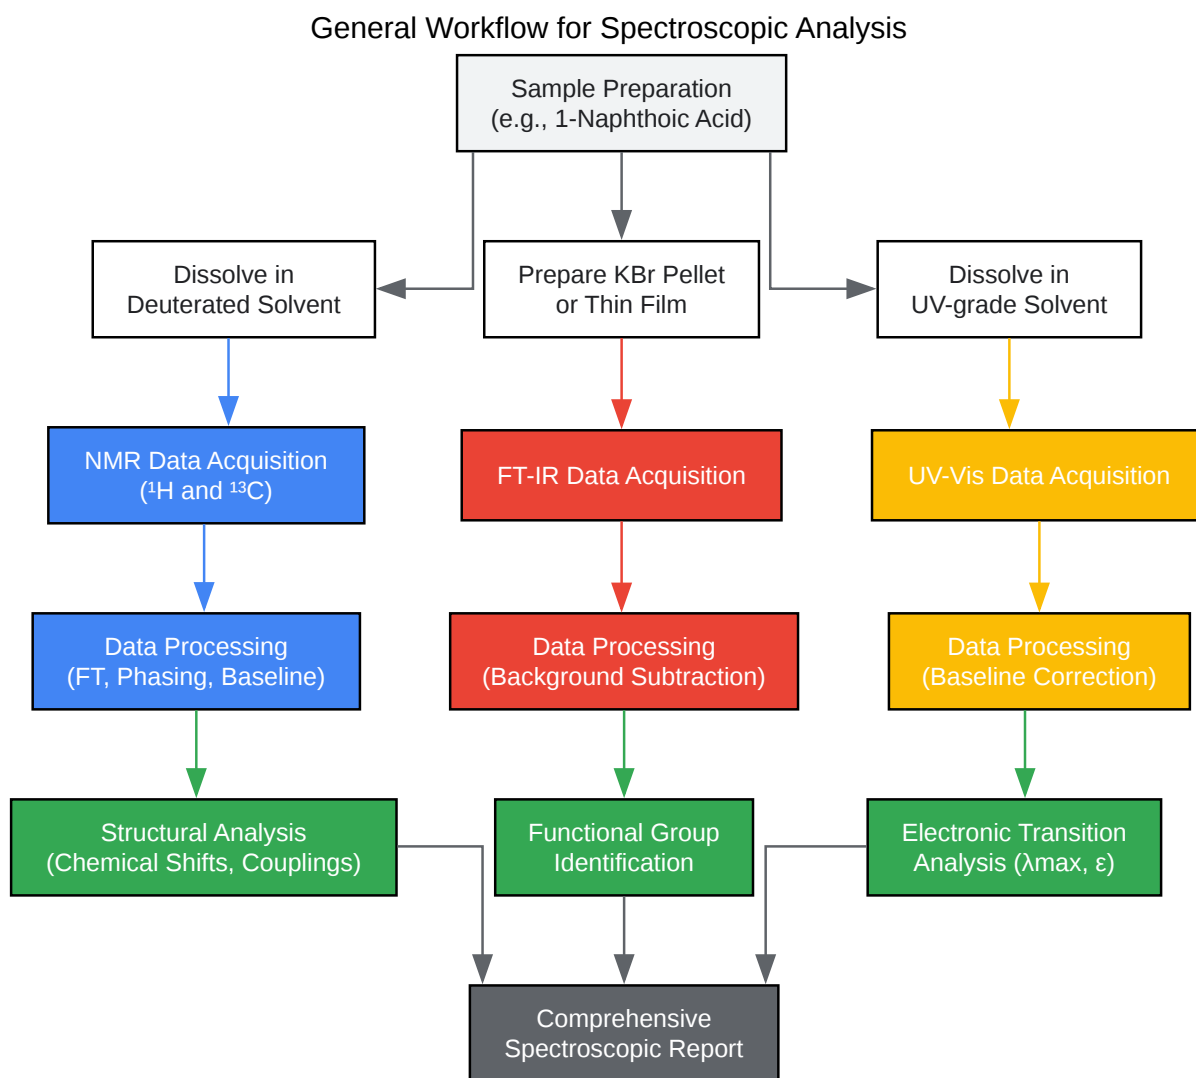 General Workflow for Spectroscopic Analysis
Sample Preparation
(e.g., 1-Naphthoic Acid)
Dissolve in
Deuterated Solvent
Prepare KBr Pellet
or Thin Film
Dissolve in
UV-grade Solvent
NMR Data Acquisition
(¹H and ¹³C)
FT-IR Data Acquisition
UV-Vis Data Acquisition
Data Processing
(FT, Phasing, Baseline)
Data Processing
(Background Subtraction)
Data Processing
(Baseline Correction)
Structural Analysis
(Chemical Shifts, Couplings)
Functional Group
Identification
Electronic Transition
Analysis (λmax, ε)
Comprehensive
Spectroscopic Report